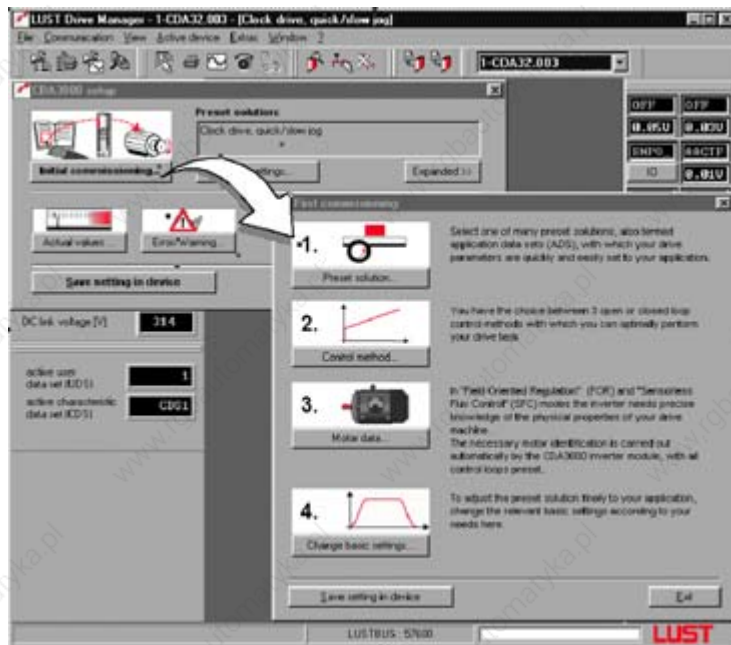 LUST Drive Manager - 1-CDA32.003 - [Clock drive, quick/slow jog]
File Communication View Active device Extras Window ?
1-CDA32.003
CDA3000 setup
Preset solutions
Clock drive, quick/slow jog
Initial commissioning...
Expanded >>
Actual values...
Error/Warning...
Save setting in device
OFF OFF
0.05U 0.03U
IO 0.01V
DC link voltage [V] 314
active user
data set (UDS) 1
active characteristic
data set (CDS) CDS1
First commissioning
1.
Preset solution...
Select one of many preset solutions, also termed
application data sets (ADS), with which your drive
parameters are quickly and easily set to your application.
2.
Control method...
You have the choice between 3 open or closed loop
control methods with which you can optimally perform
your drive task
3.
Motor data...
In "Field Oriented Regulation" (FOR) and "Sensorless
Flux Control" (SFC) modes the inverter needs precise
knowledge of the physical properties of your drive
machine.
The necessary motor identification is carried out
automatically by the CDA3000 inverter module, with all
control loops preset.
4.
Change basic settings...
To adjust the preset solution finely to your application,
change the relevant basic settings according to your
needs here.
Save setting in device
Exit
LUSTBUS : 57600
LUST